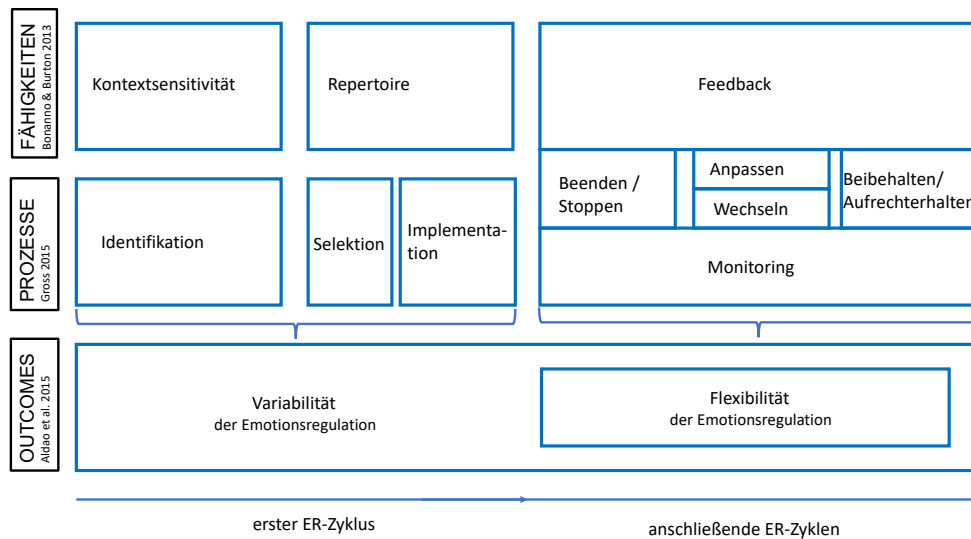 FÄHIGKEITEN
Bonanno & Burton 2013
Kontextsensitivität
Repertoire
Feedback
Beenden /
Stoppen
Anpassen
Wechseln
Beibehalten/
Aufrechterhalten
PROZESSE
Gross 2015
Identifikation
Selektion
Implementa-
tion
Monitoring
OUTCOMES
Aldao et al. 2015
Variabilität
der Emotionsregulation
Flexibilität
der Emotionsregulation
erster ER-Zyklus
anschließende ER-Zyklen